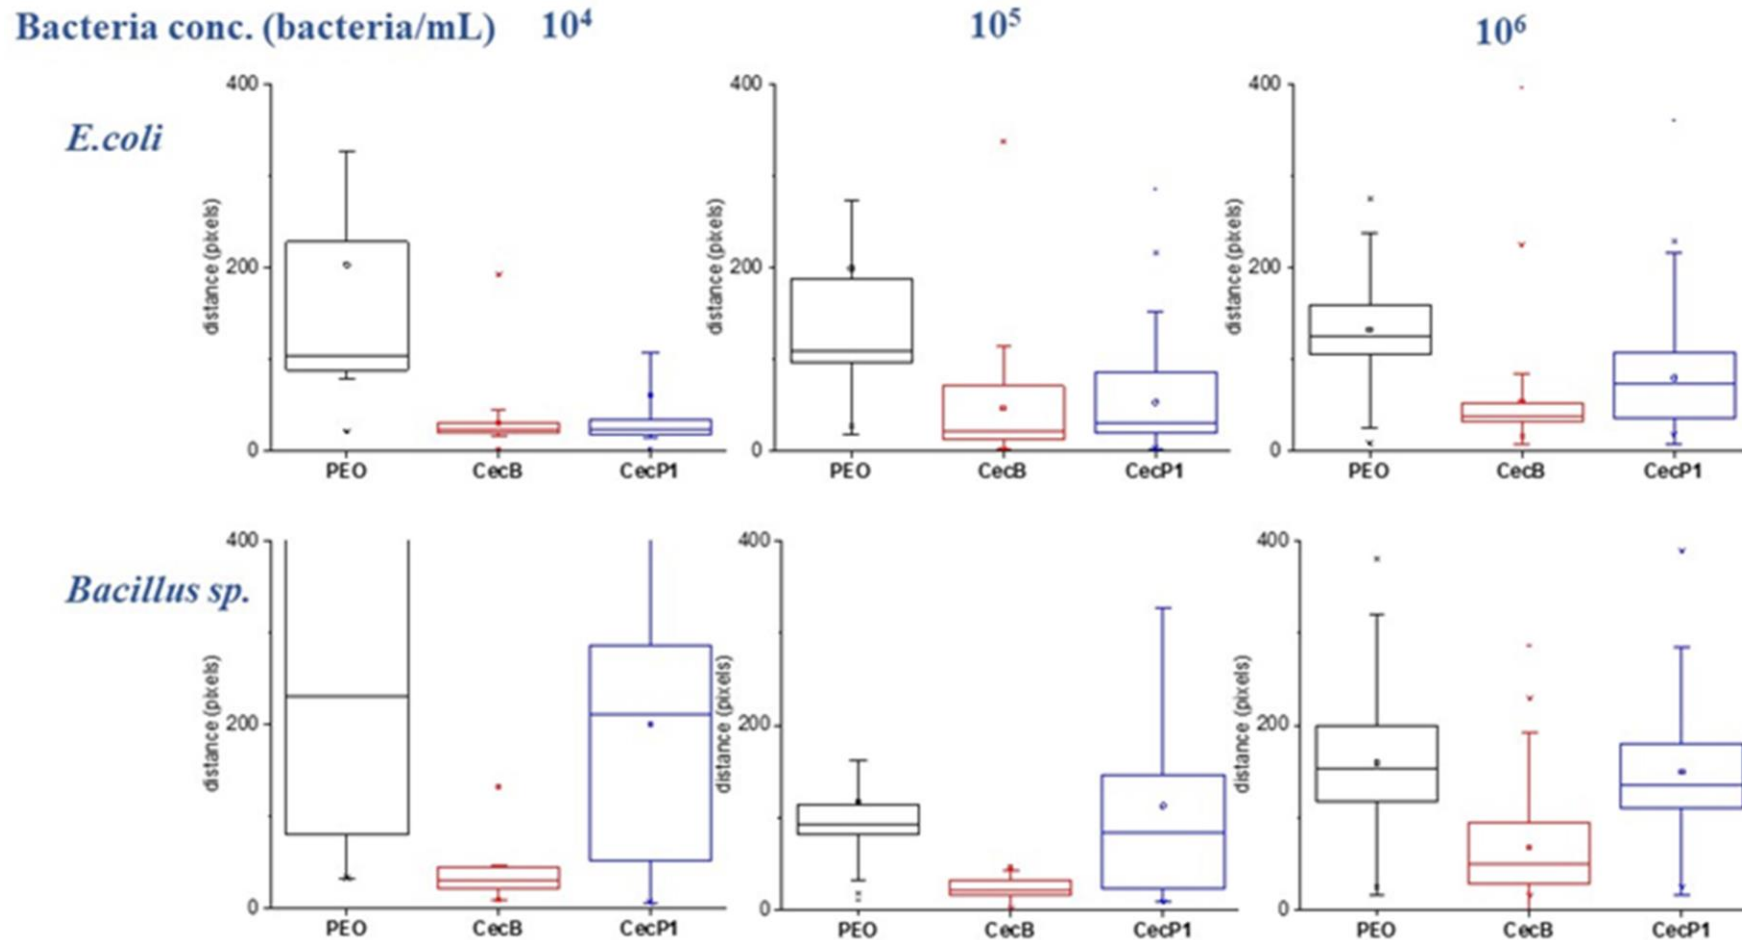 Bacteria conc. (bacteria/mL) 10⁴ 10⁵ 10⁶
E.coli
400
200
0
distance (pixels)
PEO CecB CecP1
400
200
0
distance (pixels)
PEO CecB CecP1
400
200
0
distance (pixels)
PEO CecB CecP1
Bacillus sp.
400
200
0
distance (pixels)
PEO CecB CecP1
400
200
0
distance (pixels)
PEO CecB CecP1
400
200
0
distance (pixels)
PEO CecB CecP1